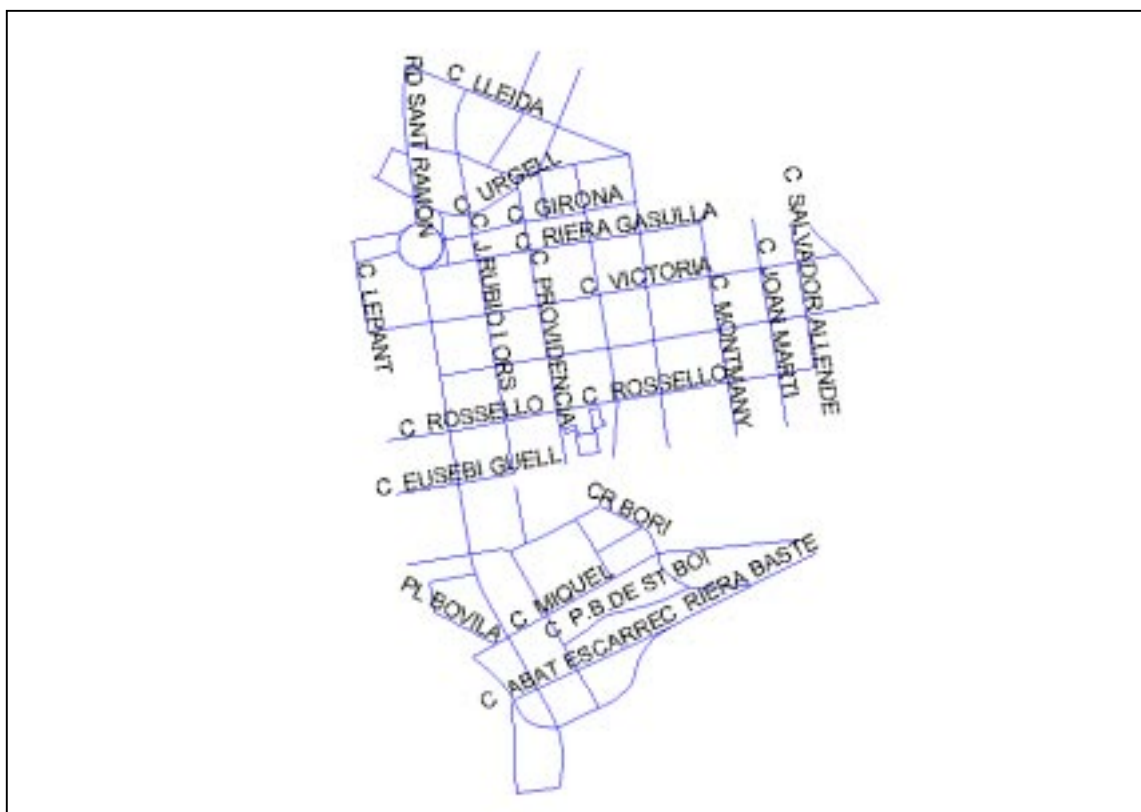 C LLEIDA
RD SANT RAMON
C URGELL
C GIRONA
C SALVADOR ALLENDE
C RIERA GASULLA
C J.RUBIO I ORS
C PROVIDENCIA
C VICTORIA
C JOAN MARTI
C LEPANT
C MONTMANY
C ROSSELLO
C ROSSELLO
C EUSEBI GUELL
CR BORI
PL BOVILA
C MIQUEL
C P.B.DE ST BOI
RIERA BASTE
C ABAT ESCARREC